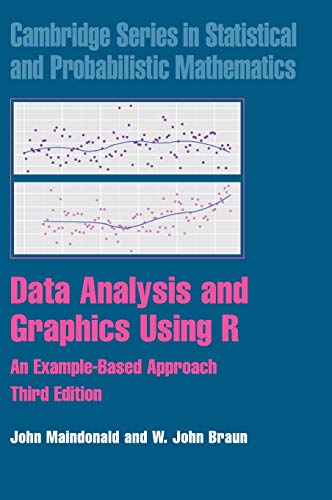 Cambridge Series in Statistical
and Probabilistic Mathematics
Data Analysis and
Graphics Using R
An Example-Based Approach
Third Edition
John Maindonald and W. John Braun